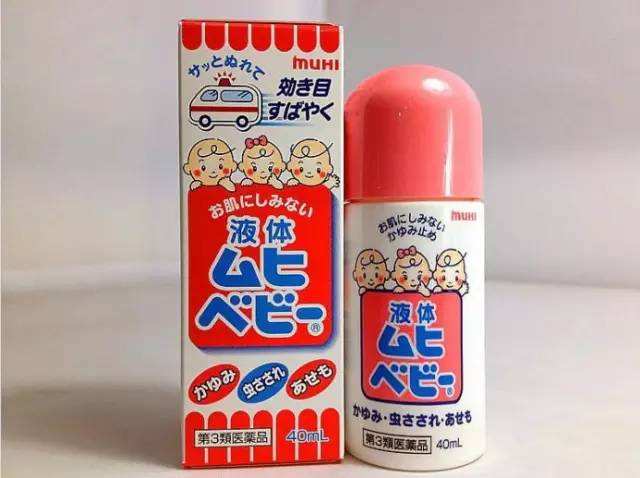 muHI
サッとぬれて
効き目
すばやく
お肌にしみない
液体
ムヒ
ベビー®
かゆみ 虫さされ あせも
第3類医薬品 40mL
muHI
お肌にしみない
かゆみ止め
液体
ムヒ
ベビー®
かゆみ・虫さされ・あせも
第3類医薬品 40mL